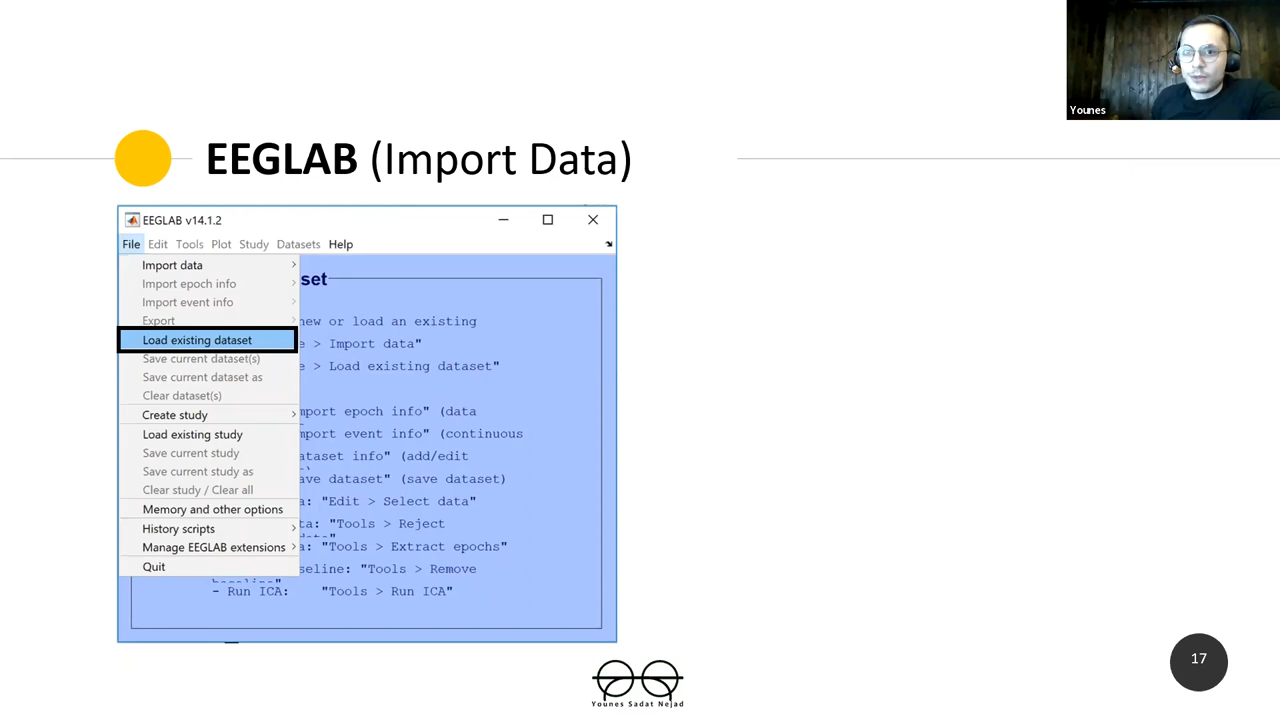 Younes
EEGLAB (Import Data)
EEGLAB v14.1.2
File Edit Tools Plot Study Datasets Help
Import data
Import epoch info
Import event info
Export
Load existing dataset
Save current dataset(s)
Save current dataset as
Clear dataset(s)
Create study
Load existing study
Save current study
Save current study as
Clear study / Clear all
Memory and other options
History scripts
Manage EEGLAB extensions
Quit
set
new or load an existing
e > Import data"
e > Load existing dataset"
mport epoch info" (data
mport event info" (continuous
ataset info" (add/edit
ave dataset" (save dataset)
a: "Edit > Select data"
ta: "Tools > Reject
a: "Tools > Extract epochs"
seline: "Tools > Remove
baseline"
- Run ICA: "Tools > Run ICA"
17
Younes Sadat Nejad